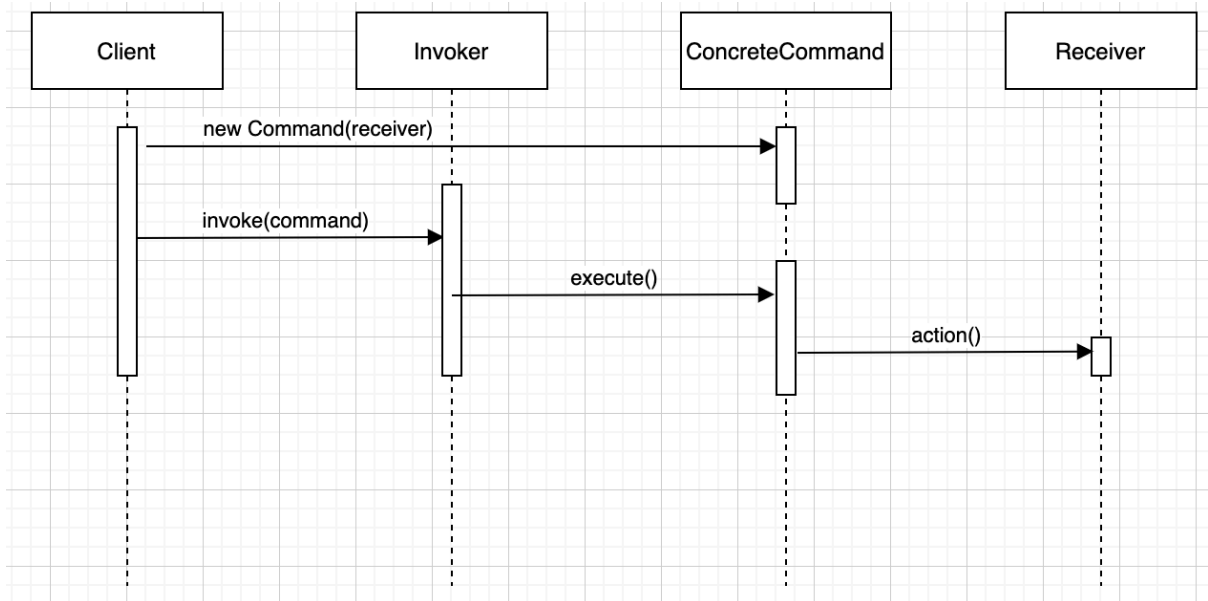 Client
Invoker
ConcreteCommand
Receiver
new Command(receiver)
invoke(command)
execute()
action()